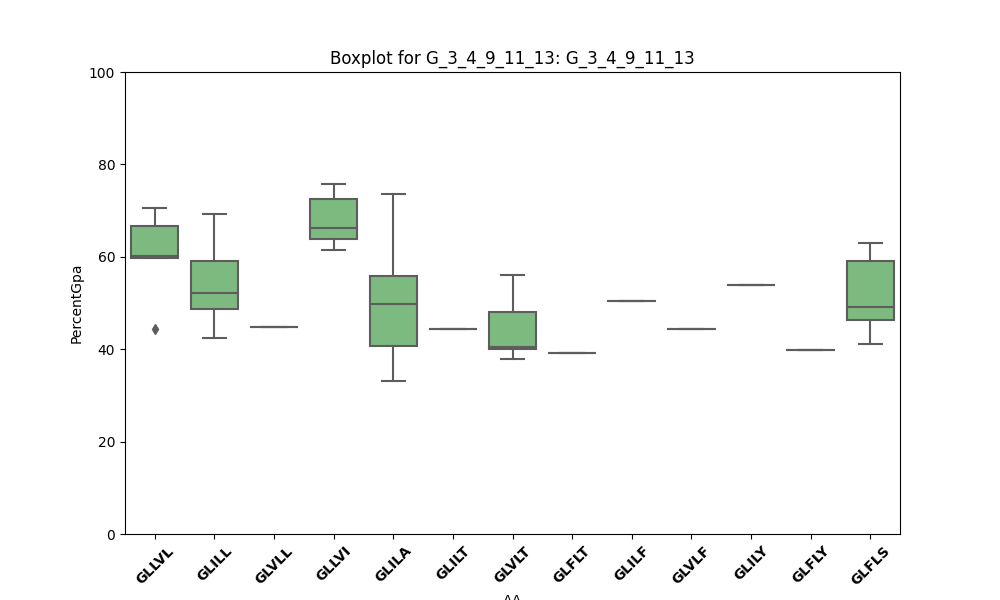 Boxplot for G_3_4_9_11_13: G_3_4_9_11_13
100
80
60
40
20
0
PercentGpa
GLLVL
GLILL
GLVLL
GLLVI
GLILA
GLILT
GLVLT
GLFLT
GLILF
GLVLF
GLILY
GLFLY
GLFLS
AA